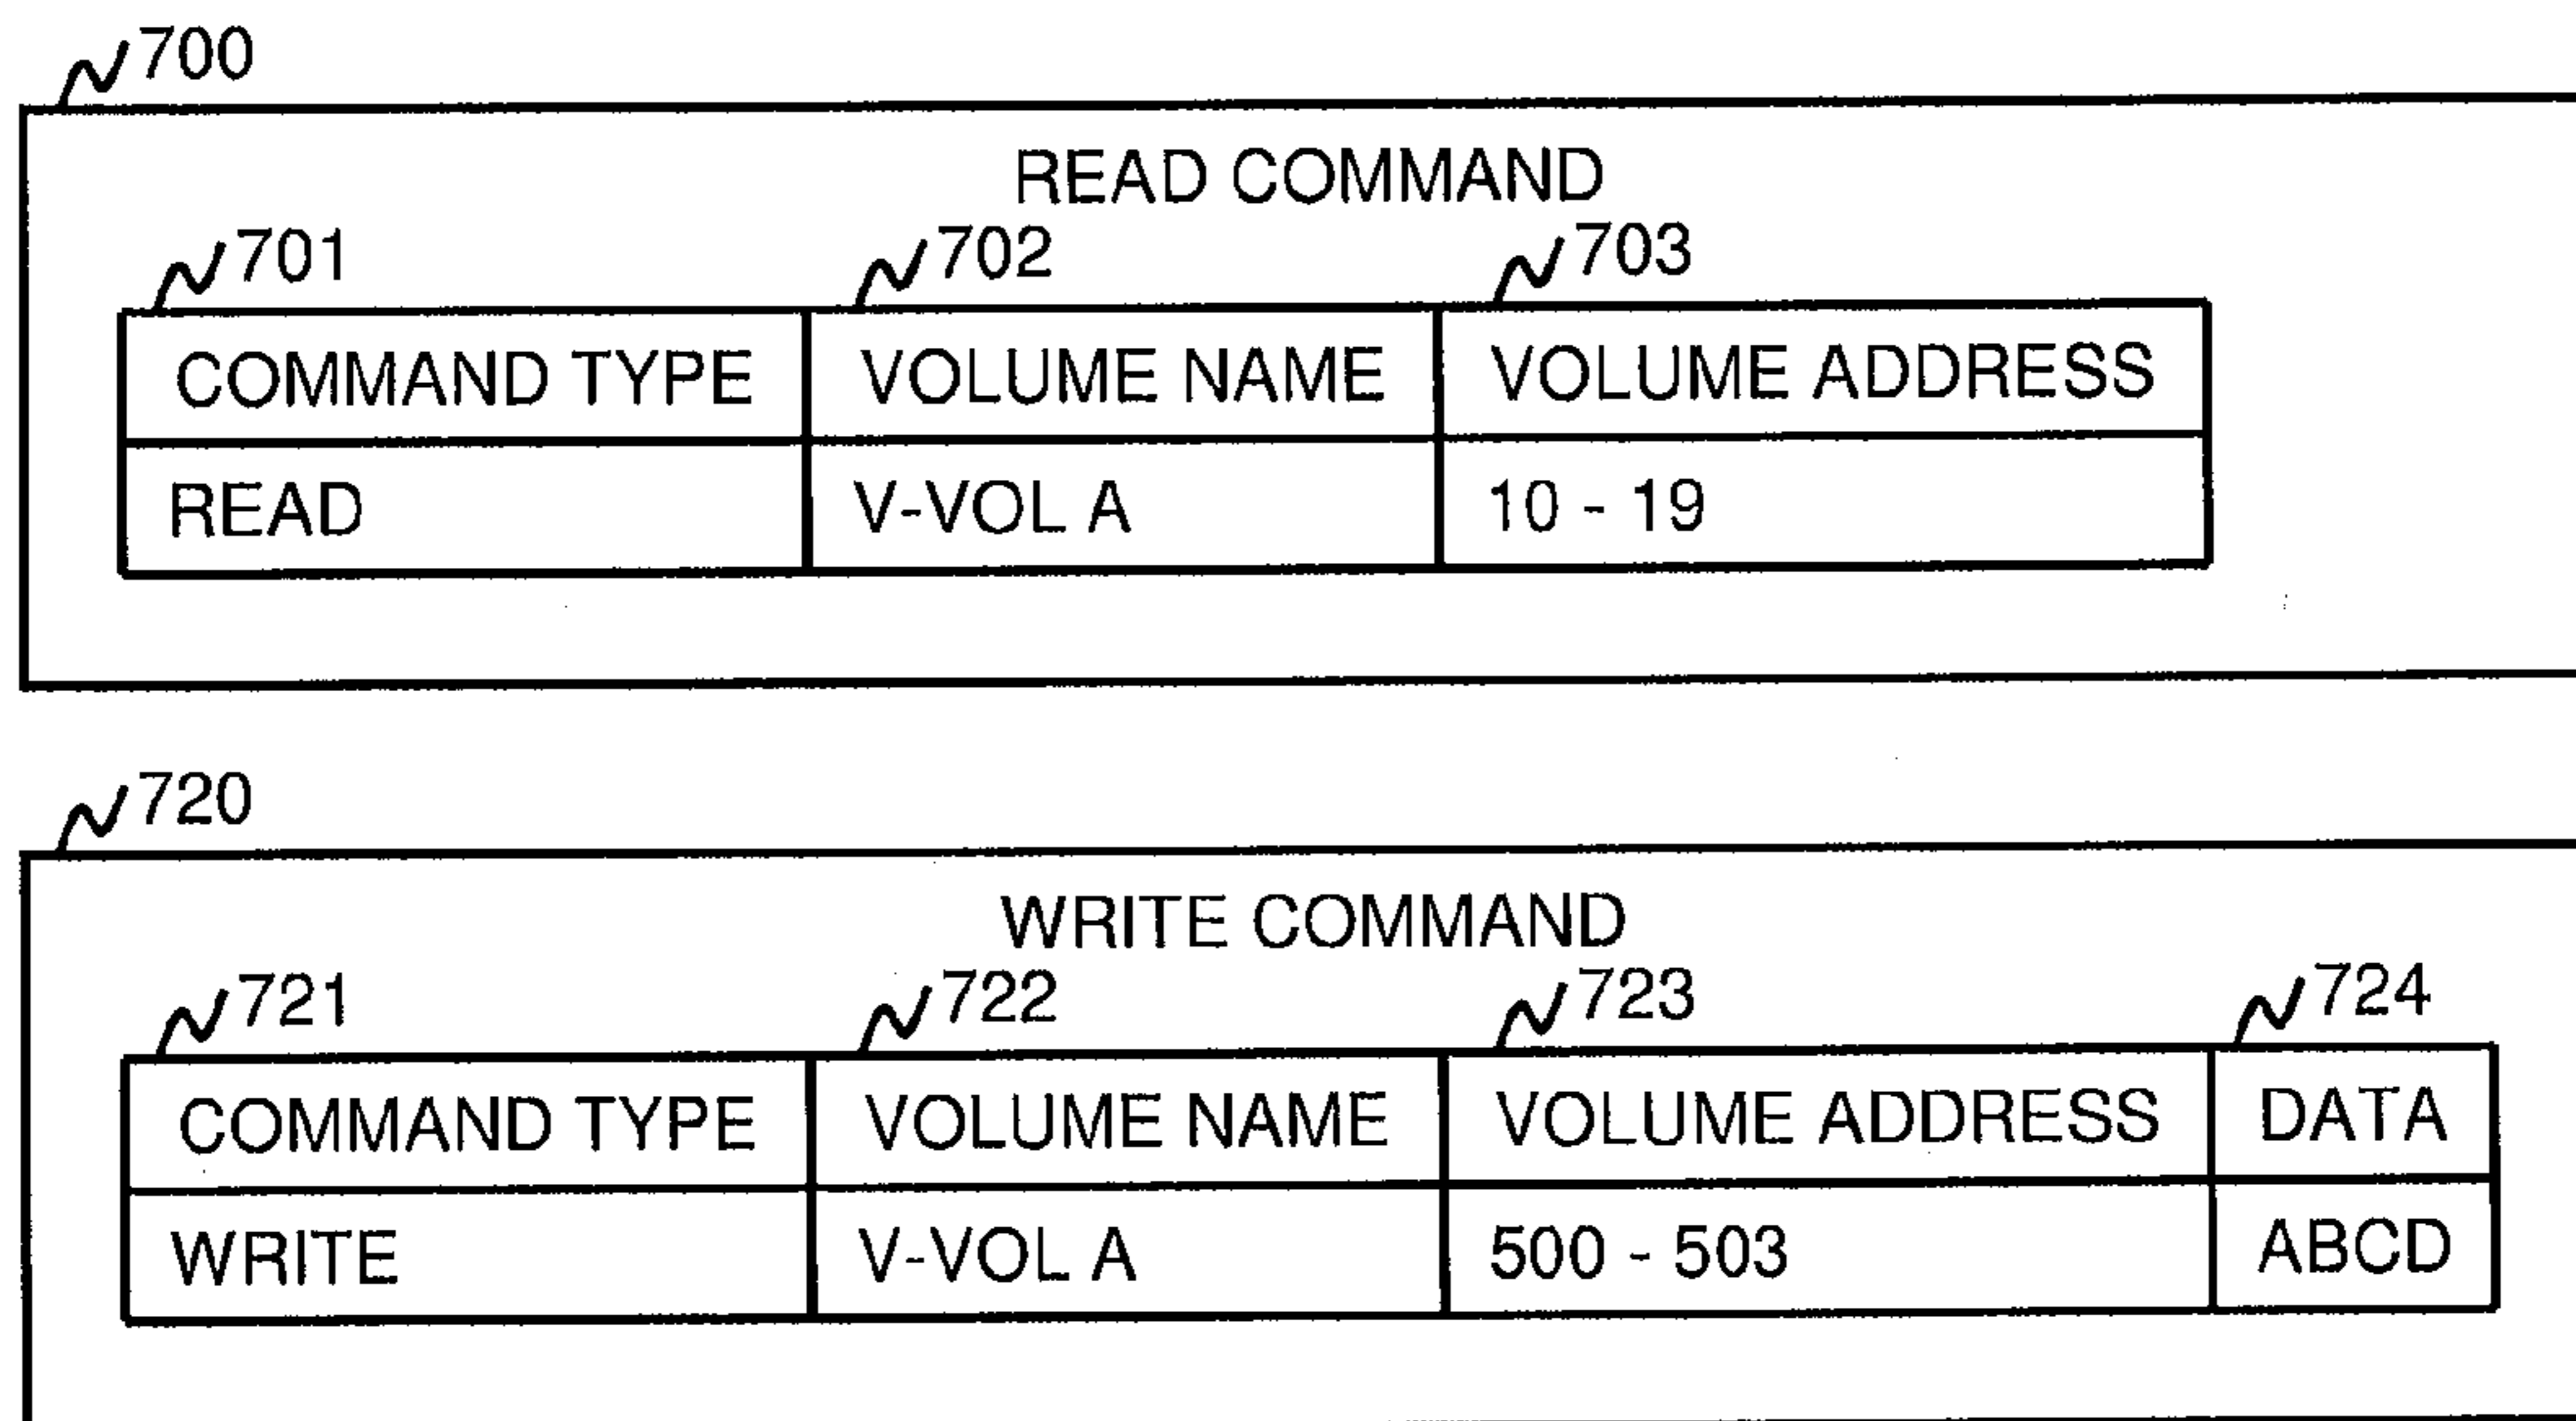 700
READ COMMAND
701 702 703
COMMAND TYPE VOLUME NAME VOLUME ADDRESS
READ V-VOL A 10 - 19
720
WRITE COMMAND
721 722 723 724
COMMAND TYPE VOLUME NAME VOLUME ADDRESS DATA
WRITE V-VOL A 500 - 503 ABCD